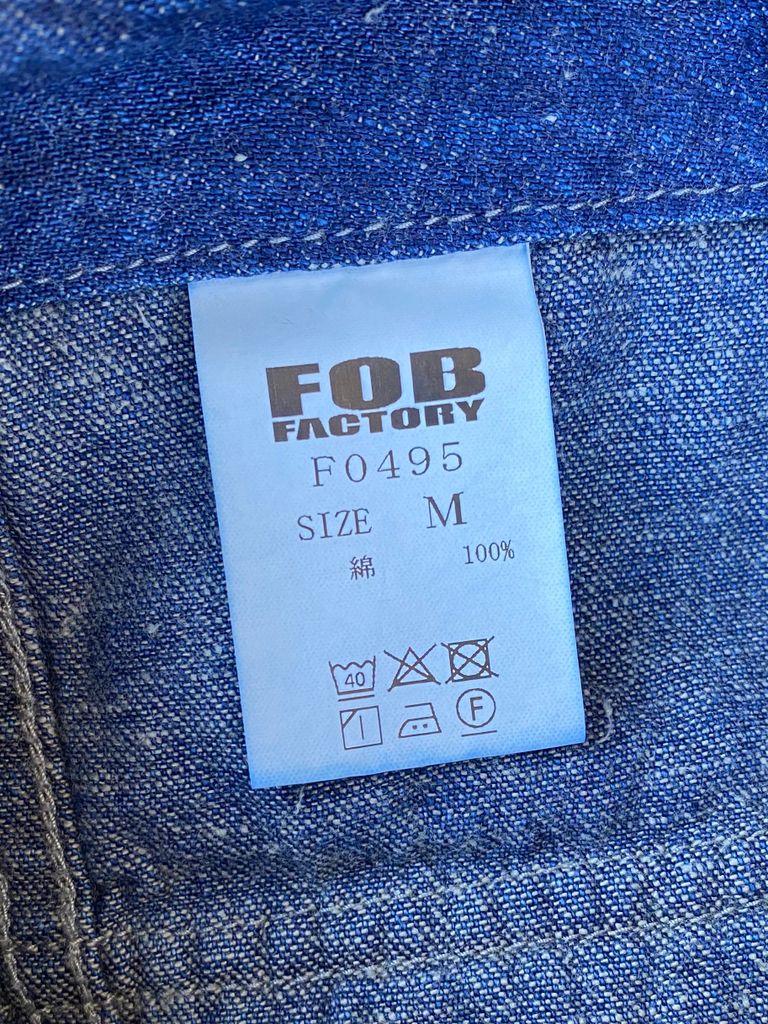 FOB
FACTORY
F0495
SIZE M
綿 100%
40
F